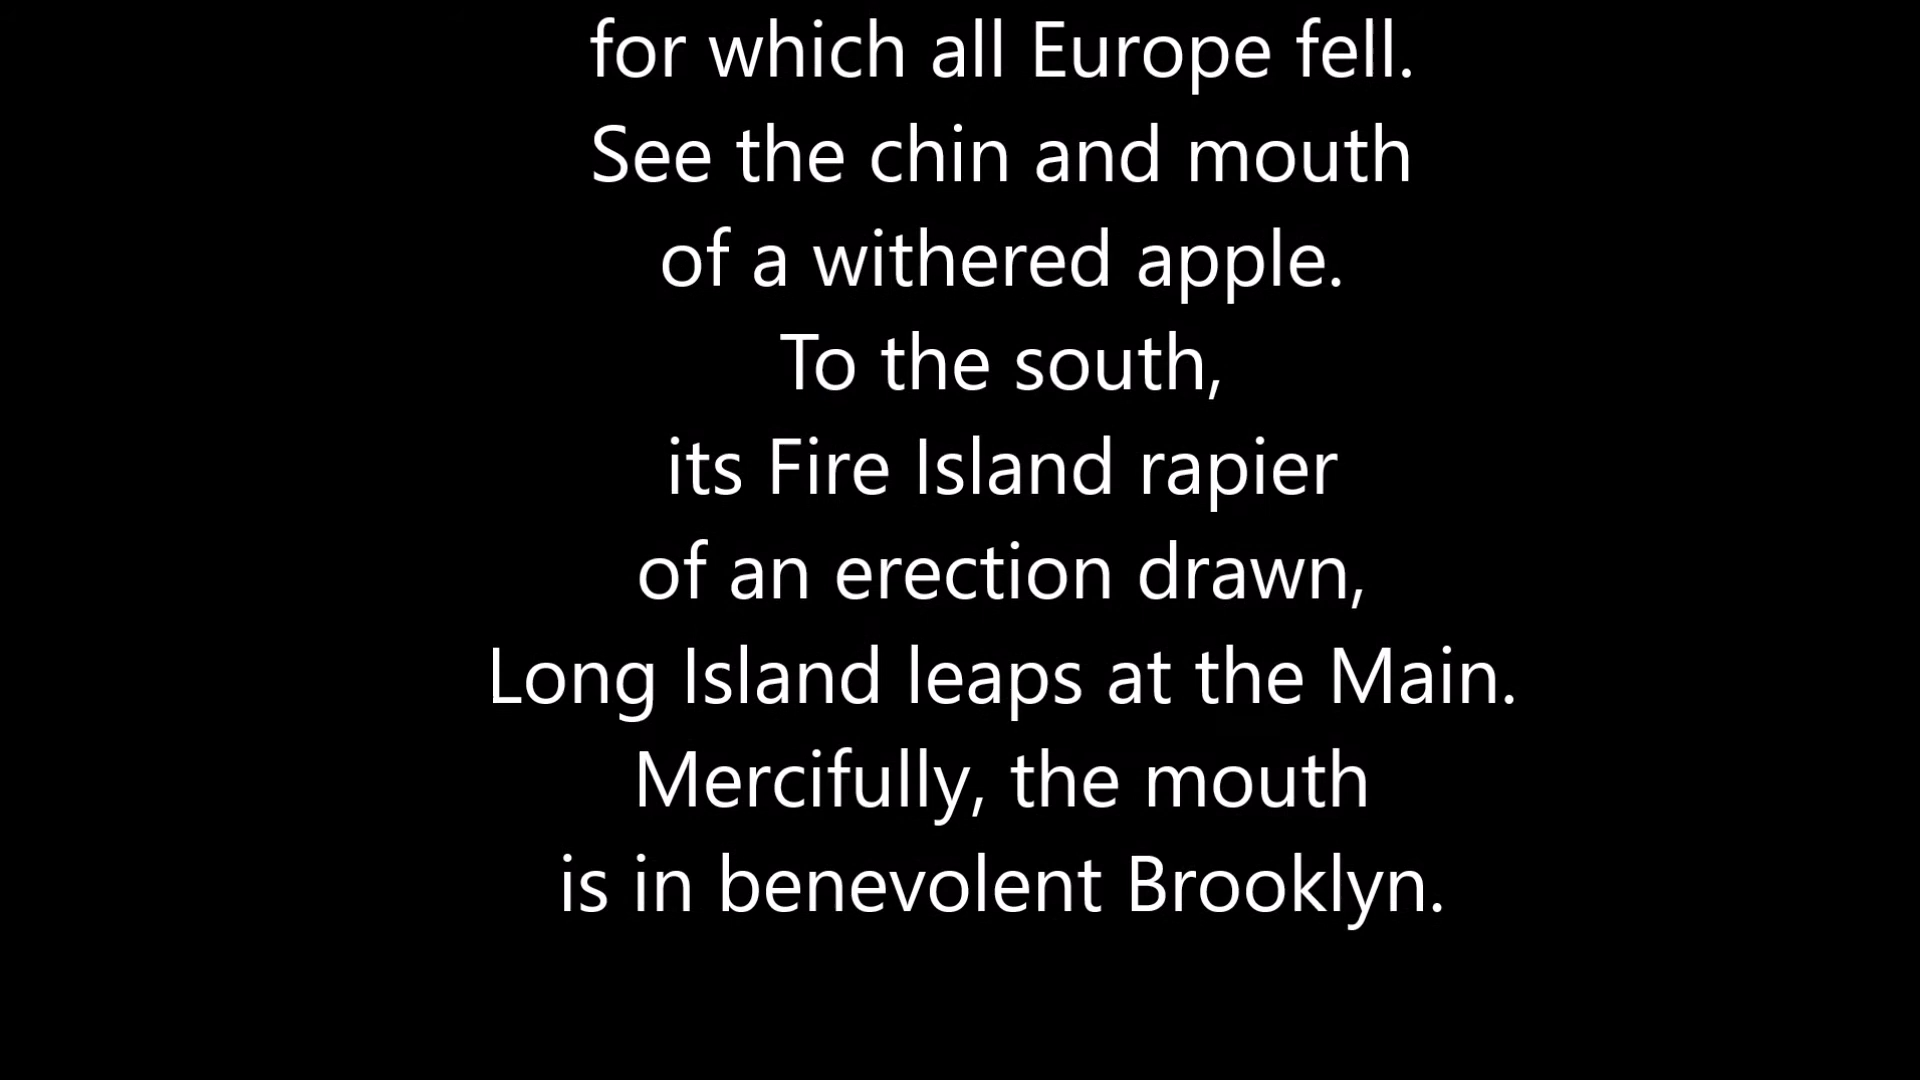 for which all Europe fell.
See the chin and mouth
of a withered apple.
To the south,
its Fire Island rapier
of an erection drawn,
Long Island leaps at the Main.
Mercifully, the mouth
is in benevolent Brooklyn.